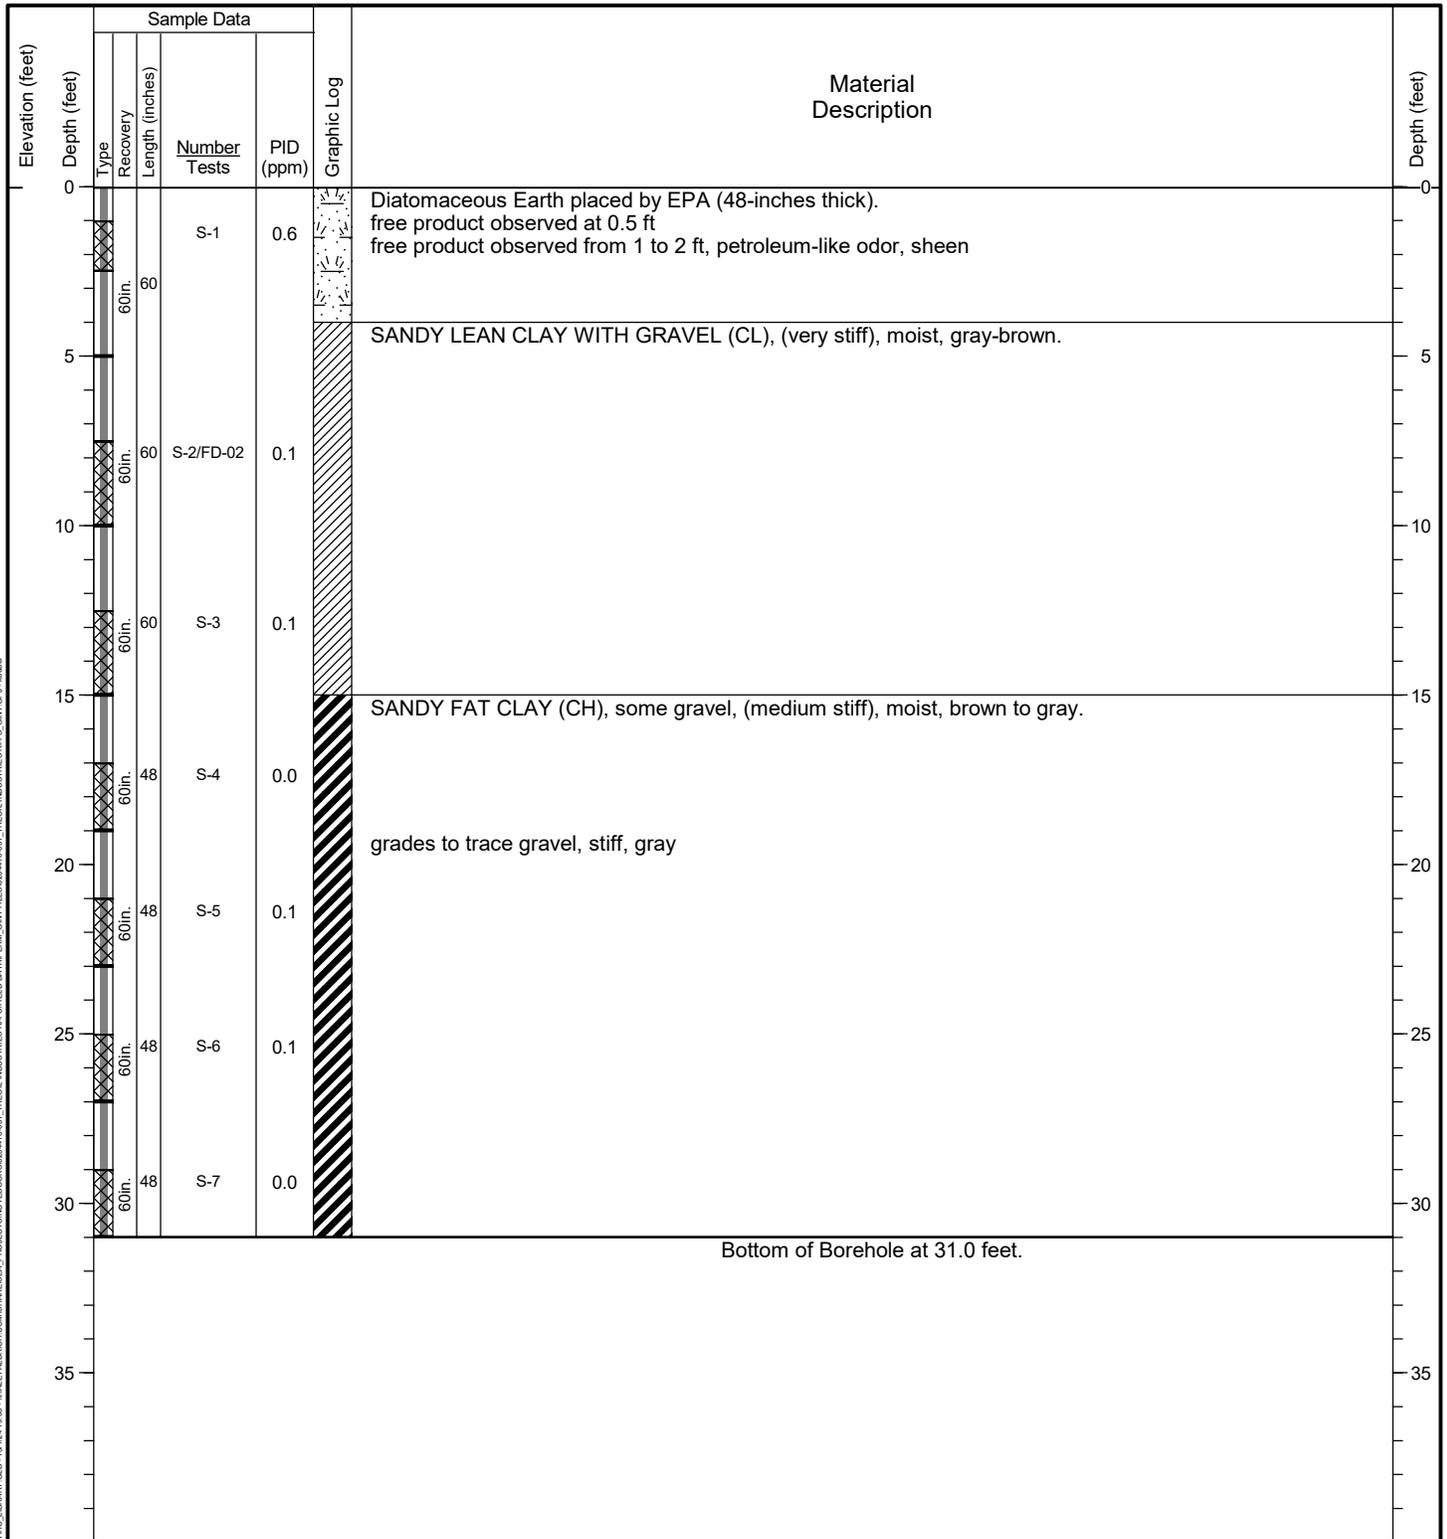 Sample Data
Elevation (feet)
Depth (feet)
Type
Recovery
Length (inches)
Number
Tests
PID
(ppm)
Graphic Log
Material
Description
Depth (feet)
0
0
Diatomaceous Earth placed by EPA (48-inches thick).
free product observed at 0.5 ft
S-1 0.6
free product observed from 1 to 2 ft, petroleum-like odor, sheen
60in. 60
SANDY LEAN CLAY WITH GRAVEL (CL), (very stiff), moist, gray-brown.
5
5
60in. 60 S-2/FD-02 0.1
10
10
60in. 60 S-3 0.1
15
15
SANDY FAT CLAY (CH), some gravel, (medium stiff), moist, brown to gray.
60in. 48 S-4 0.0
grades to trace gravel, stiff, gray
20
20
60in. 48 S-5 0.1
25
25
60in. 48 S-6 0.1
60in. 48 S-7 0.0
30
30
Bottom of Borehole at 31.0 feet.
35
35